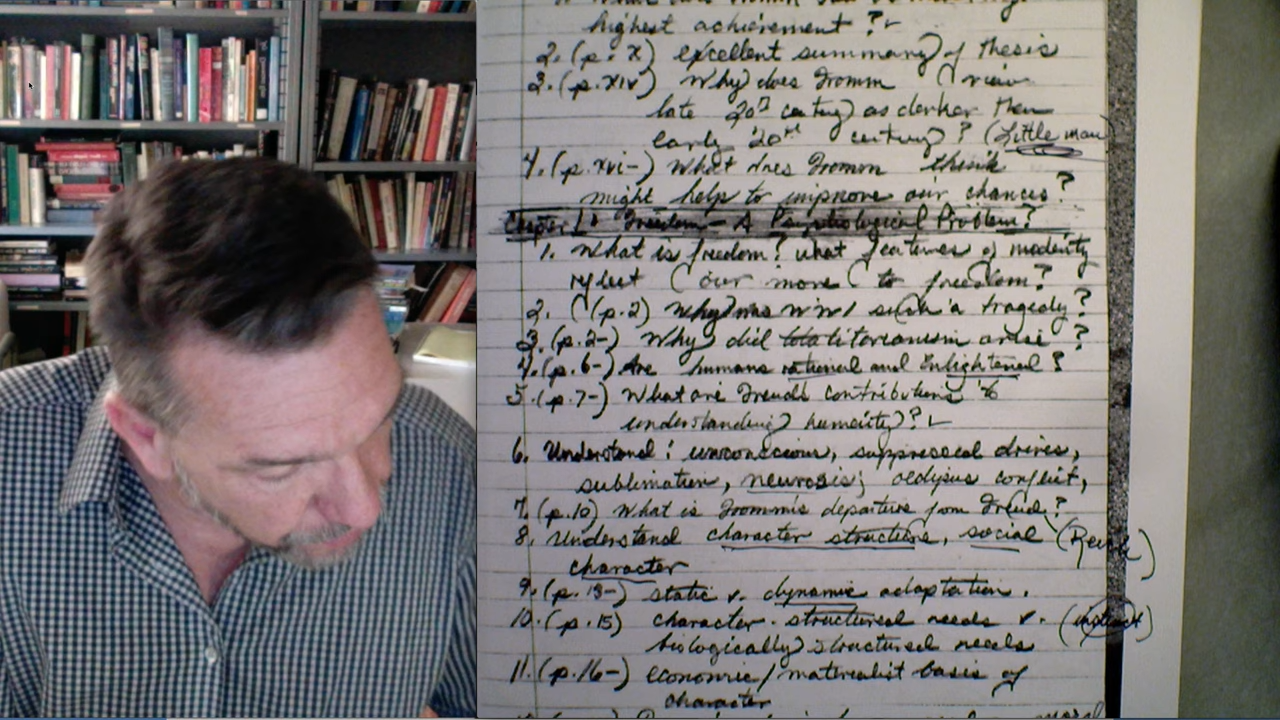 highest achievement?
2. (p. x) excellent summary of thesis
3. (p. xiv) Why does Fromm view
late 20th century as darker then
early 20th century? (Little man
4. (p. xvi-) What does Fromm think
might help to improve our chances?
Chapter 1: Freedom - A Psychological Problem?
1. What is freedom? What features of modernity
reflect our move to freedom?
2. (p. 2) Why was WWI such a tragedy?
3. (p. 2-) Why did totalitarianism arise?
4. (p. 6-) Are humans rational and Enlightened?
5. (p. 7-) What are Freud's contributions to
understanding humanity?
6. Understand: unconscious, suppressed drives,
sublimation, neurosis; oedipus conflict,
7. (p. 10) What is Fromm's departure from Freud?
8. Understand character structure, social
character
9. (p. 13-) static v. dynamic adaptation.
10. (p. 15) character-structured needs v. (instinct)
biologically structured needs
11. (p. 16-) economic/materialist basis of
character